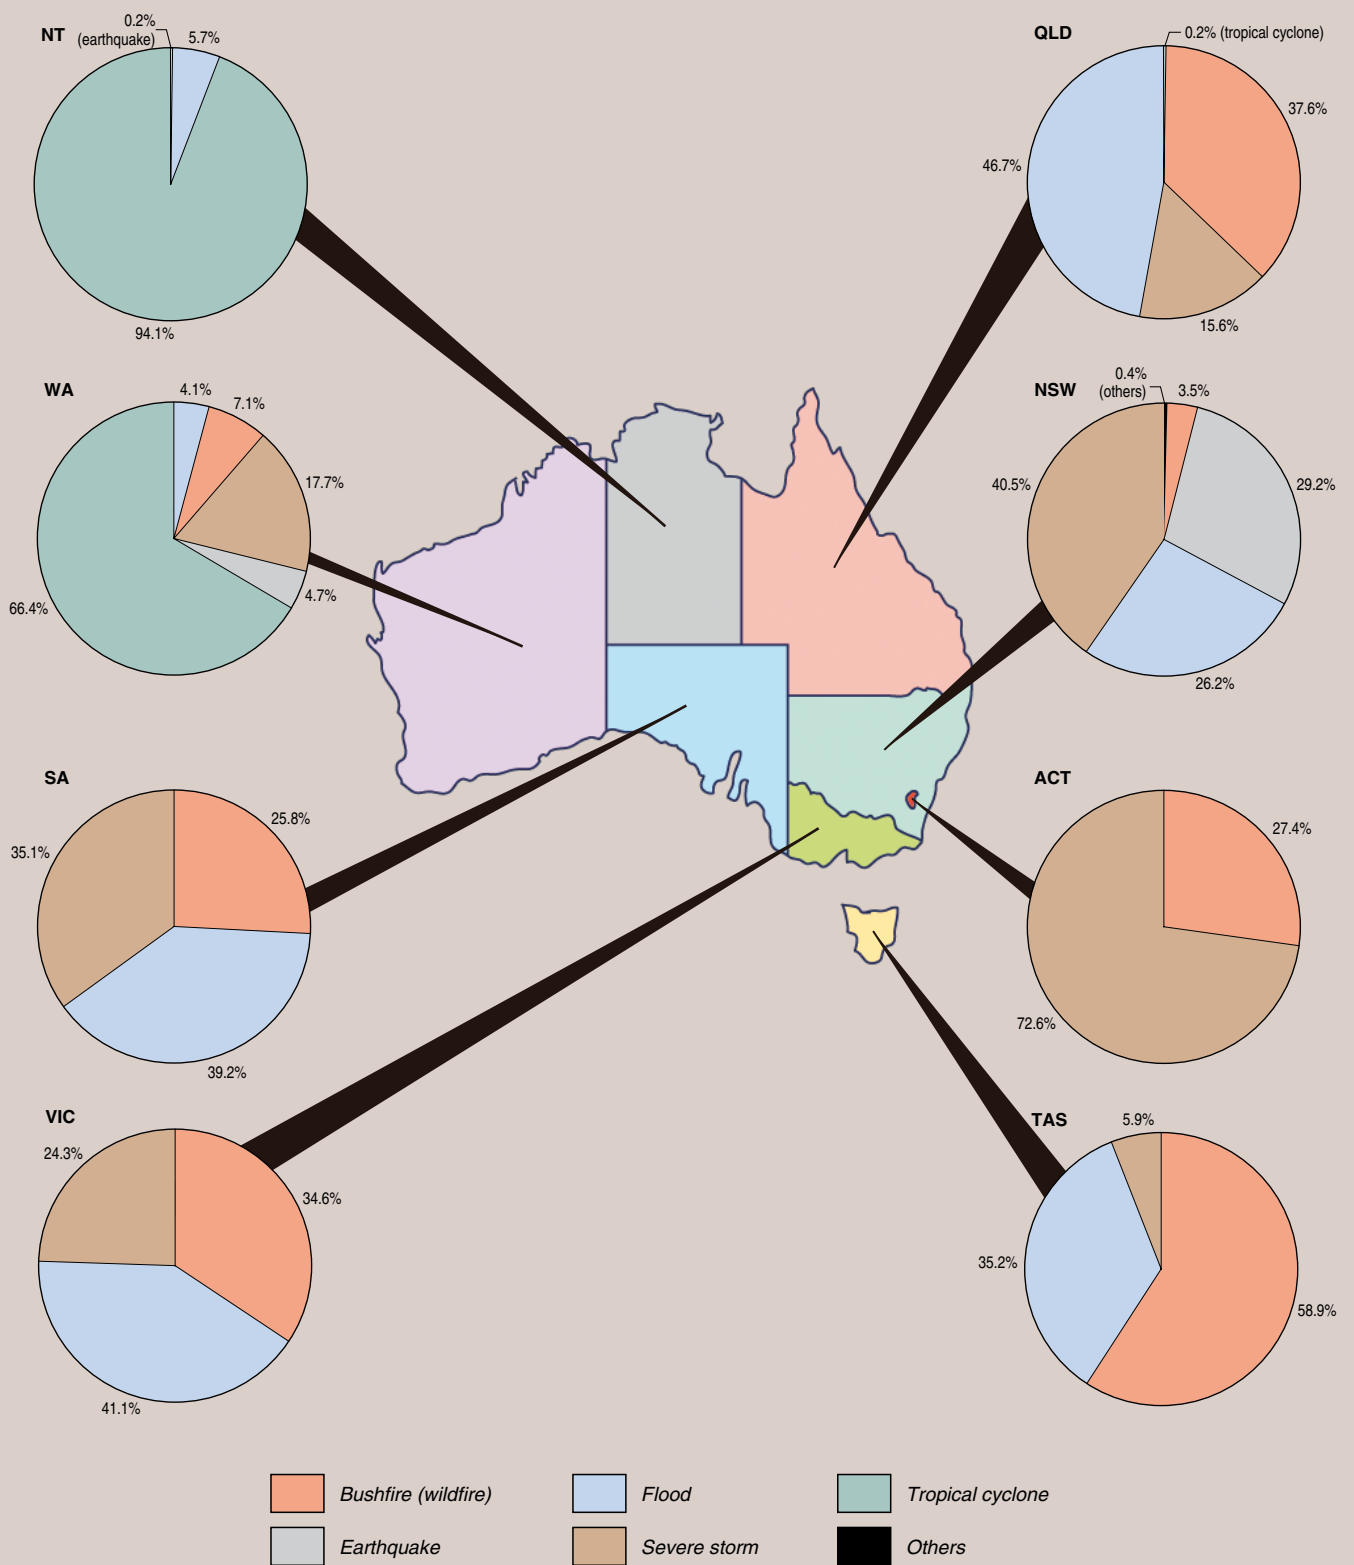 NT
0.2%
(earthquake)
5.7%
94.1%
QLD
0.2% (tropical cyclone)
37.6%
46.7%
15.6%
WA
4.1%
7.1%
17.7%
4.7%
66.4%
NSW
0.4%
(others)
3.5%
40.5%
29.2%
26.2%
SA
25.8%
35.1%
39.2%
ACT
27.4%
72.6%
VIC
24.3%
34.6%
41.1%
TAS
5.9%
35.2%
58.9%
Bushfire (wildfire)
Flood
Tropical cyclone
Earthquake
Severe storm
Others